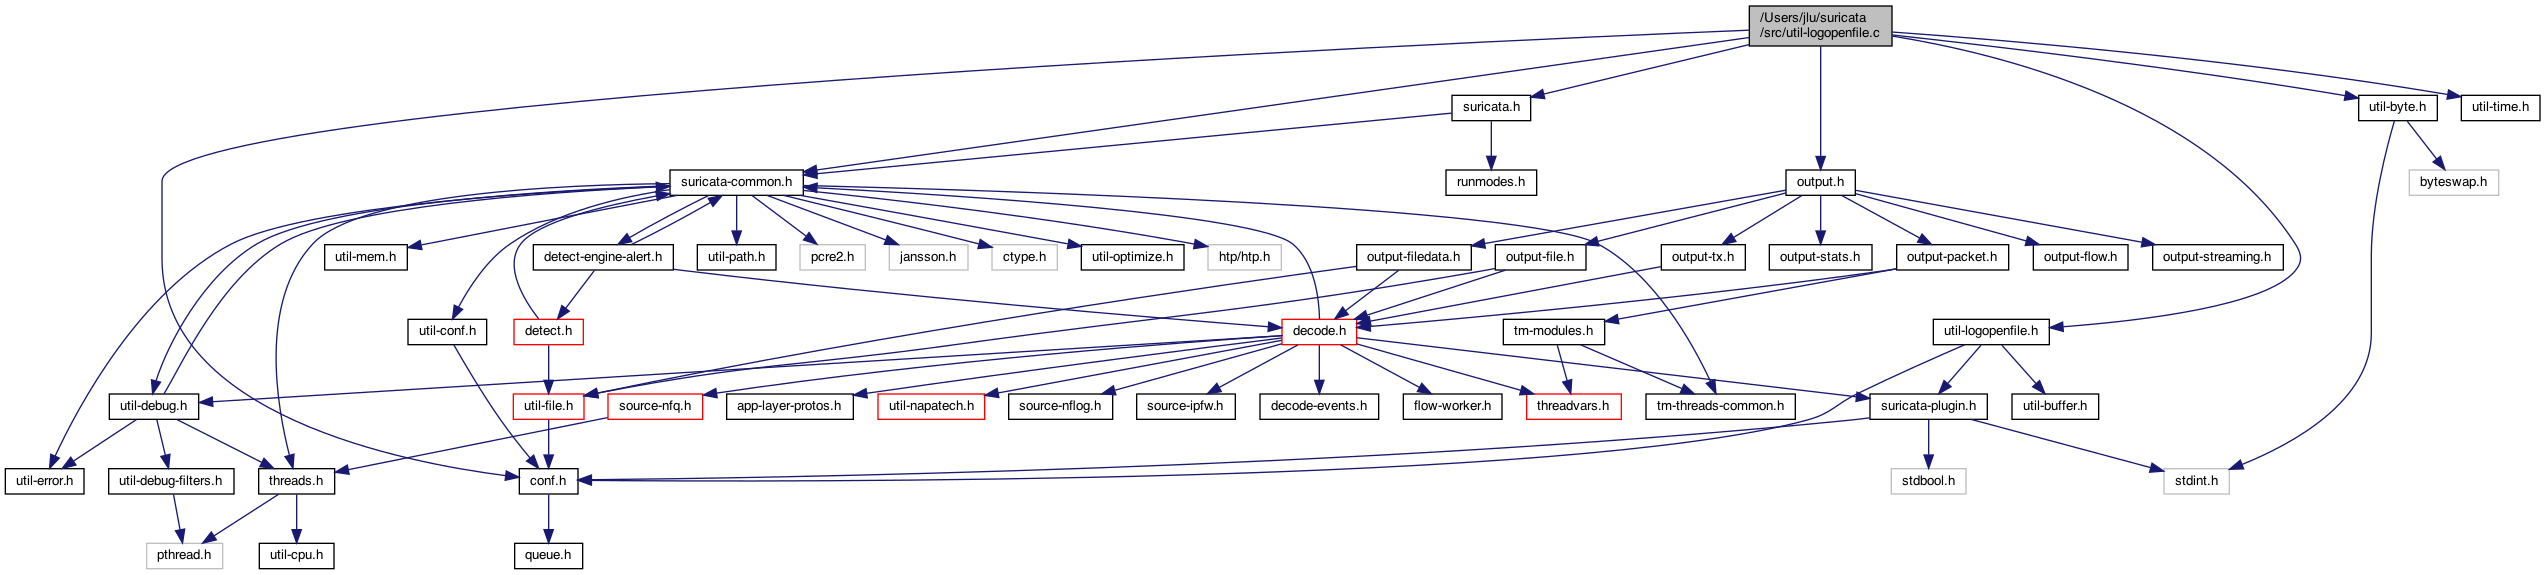 /Users/jlu/suricata
/src/util-logopenfile.c
suricata.h
util-byte.h
util-time.h
suricata-common.h
runmodes.h
output.h
byteswap.h
util-mem.h
detect-engine-alert.h
util-path.h
pcre2.h
jansson.h
ctype.h
util-optimize.h
htp/htp.h
output-filedata.h
output-file.h
output-tx.h
output-stats.h
output-packet.h
output-flow.h
output-streaming.h
util-conf.h
detect.h
decode.h
tm-modules.h
util-logopenfile.h
util-debug.h
util-file.h
source-nfq.h
app-layer-protos.h
util-napatech.h
source-nflog.h
source-ipfw.h
decode-events.h
flow-worker.h
threadvars.h
tm-threads-common.h
suricata-plugin.h
util-buffer.h
util-error.h
util-debug-filters.h
threads.h
conf.h
stdbool.h
stdint.h
pthread.h
util-cpu.h
queue.h